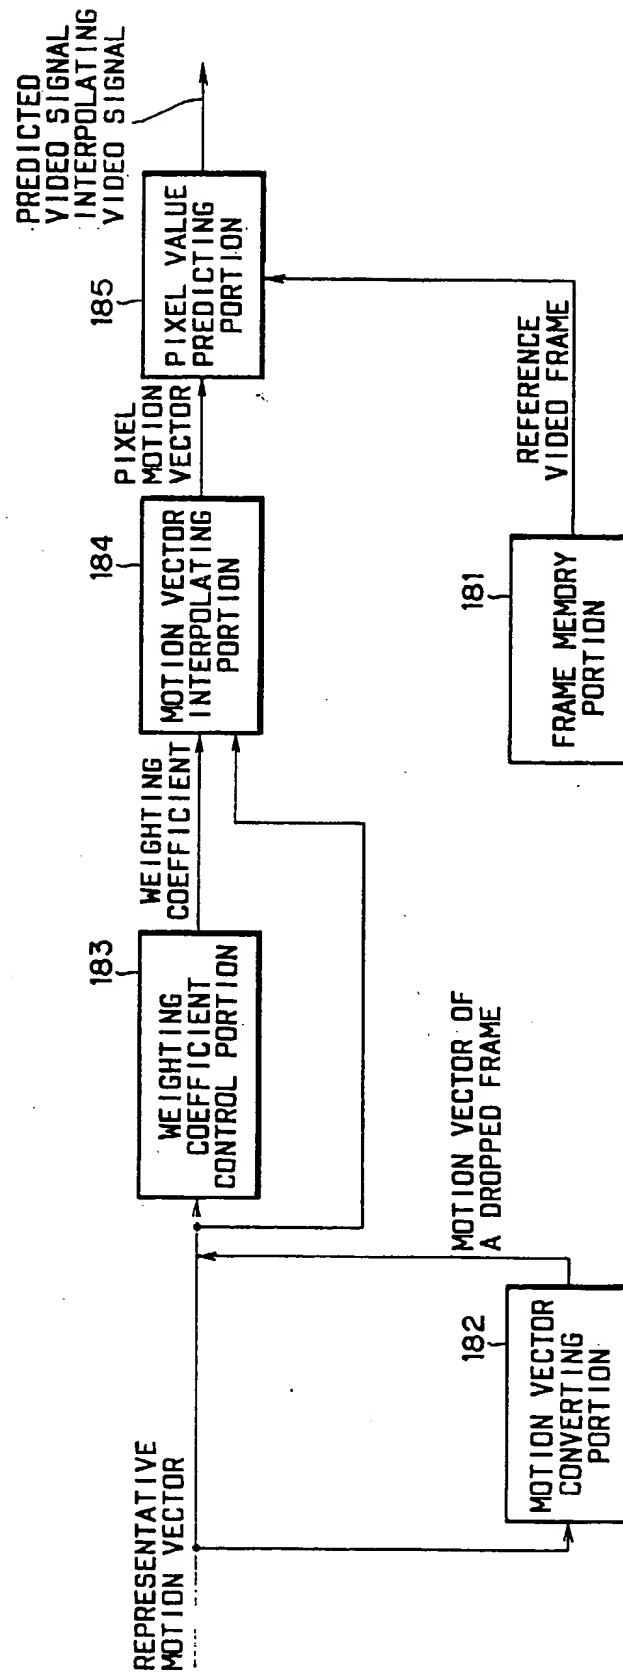 REPRESENTATIVE
MOTION VECTOR
182
MOTION VECTOR
CONVERTING
PORTION
MOTION VECTOR OF
A DROPPED FRAME
183
WEIGHTING
COEFFICIENT
CONTROL PORTION
WEIGHTING
COEFFICIENT
184
MOTION VECTOR
INTERPOLATING
PORTION
181
FRAME MEMORY
PORTION
REFERENCE
VIDEO FRAME
PIXEL
MOTION
VECTOR
185
PIXEL VALUE
PREDICTING
PORTION
PREDICTED
VIDEO SIGNAL
INTERPOLATING
VIDEO SIGNAL